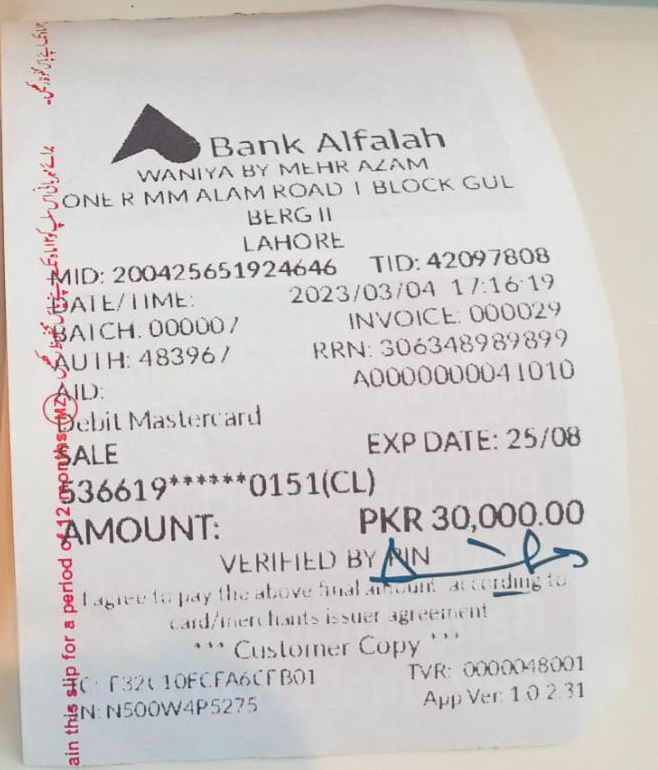 Bank Alfalah
WANIYA BY MEHR AZAM
ONE R MM ALAM ROAD 1 BLOCK GUL
BERG II
LAHORE
MID: 200425651924646 TID: 42097808
DATE/TIME: 2023/03/04 17:16:19
BATCH: 000007 INVOICE: 000029
AUTH: 483967 RRN: 306348989899
AID: A0000000041010
Debit Mastercard
SALE EXP DATE: 25/08
536619******0151(CL)
AMOUNT: PKR 30,000.00
VERIFIED BY PIN
I agree to pay the above final amount according to
card/merchants issuer agreement
*** Customer Copy ***
TVR: 0000048001
N: N500W4P5275 App Ver: 1.0.2.31
ain this slip for a period of 12 months (MZ)